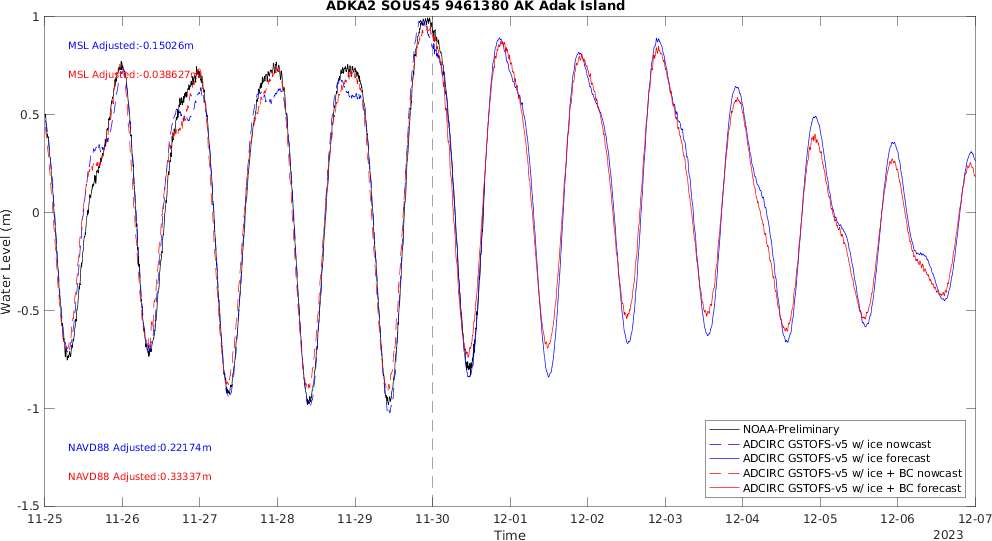 ADKA2 SOUS45 9461380 AK Adak Island
1
0.5
0
-0.5
-1
-1.5
Water Level (m)
MSL Adjusted:-0.15026m
MSL Adjusted:-0.038627m
NAVD88 Adjusted:0.22174m
NAVD88 Adjusted:0.33337m
NOAA-Preliminary
ADCIRC GSTOFS-v5 w/ ice nowcast
ADCIRC GSTOFS-v5 w/ ice forecast
ADCIRC GSTOFS-v5 w/ ice + BC nowcast
ADCIRC GSTOFS-v5 w/ ice + BC forecast
11-25 11-26 11-27 11-28 11-29 11-30 12-01 12-02 12-03 12-04 12-05 12-06 12-07
Time
2023